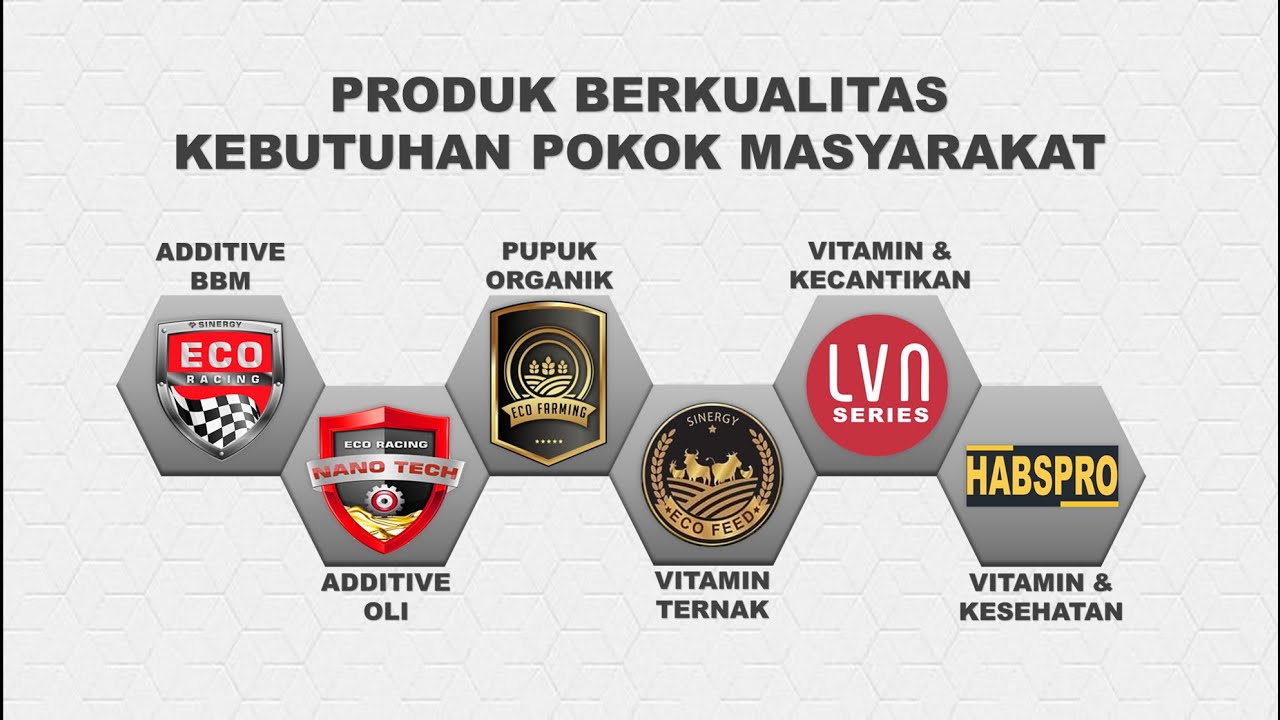 PRODUK BERKUALITAS
KEBUTUHAN POKOK MASYARAKAT
ADDITIVE
BBM
SINERGY
ECO
RACING
ECO RACING
NANO TECH
ADDITIVE
OLI
PUPUK
ORGANIK
ECO FARMING
SINERGY
ECO FEED
VITAMIN
TERNAK
VITAMIN &
KECANTIKAN
LVN
SERIES
HABSPRO
VITAMIN &
KESEHATAN